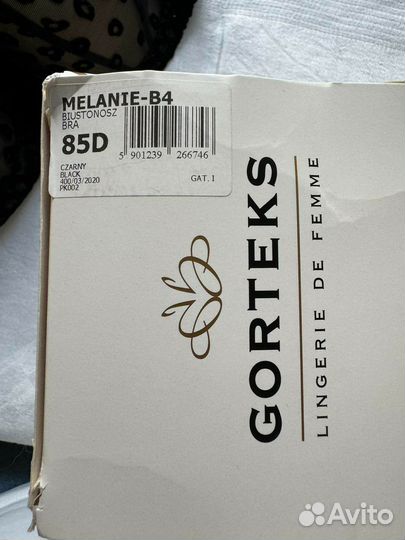 MELANIE-B4
BIUSTONOSZ
BRA
85D
5 901239 266746
CZARNY
BLACK
400/03/2020
PK002
GAT. 1
GORTEKS
LINGERIE DE FEMME
Avito